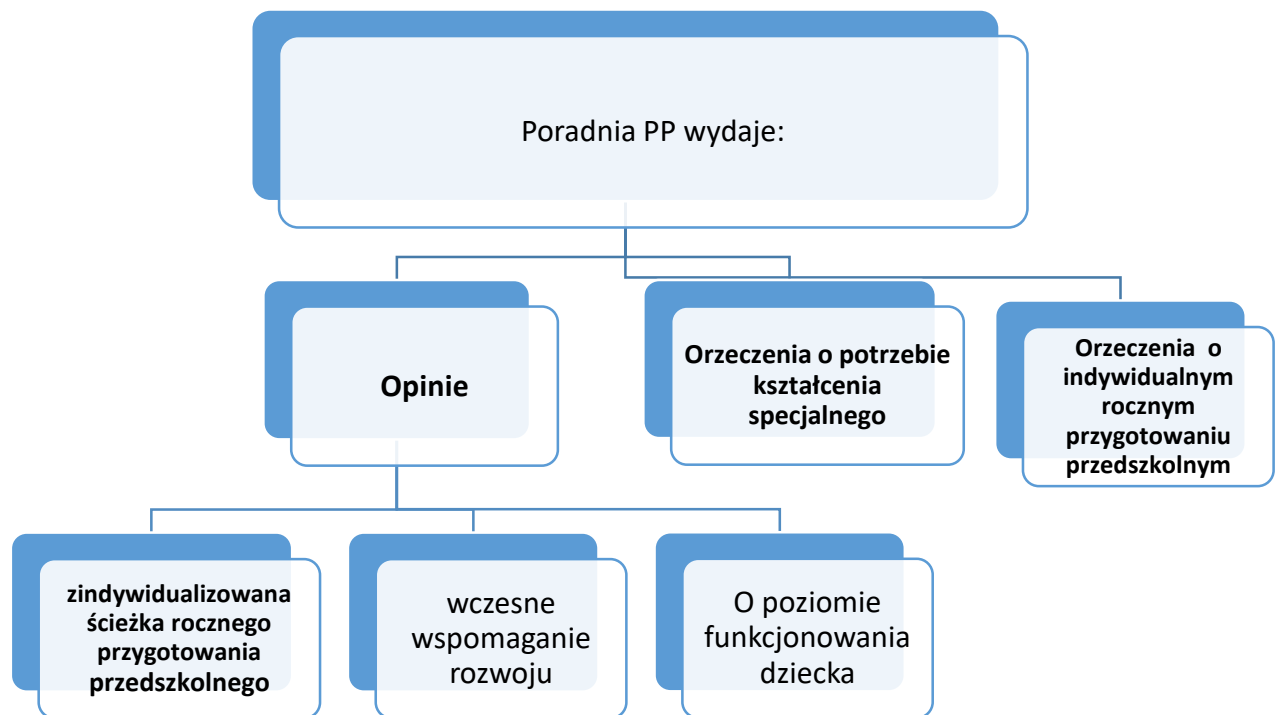 Poradnia PP wydaje:
Opinie
Orzeczenia o potrzebie
kształcenia
specjalnego
Orzeczenia o
indywidualnym
rocznym
przygotowaniu
przedszkolnym
zindywidualizowana
ścieżka rocznego
przygotowania
przedszkolnego
wczesne
wspomaganie
rozwoju
O poziomie
funkcjonowania
dziecka